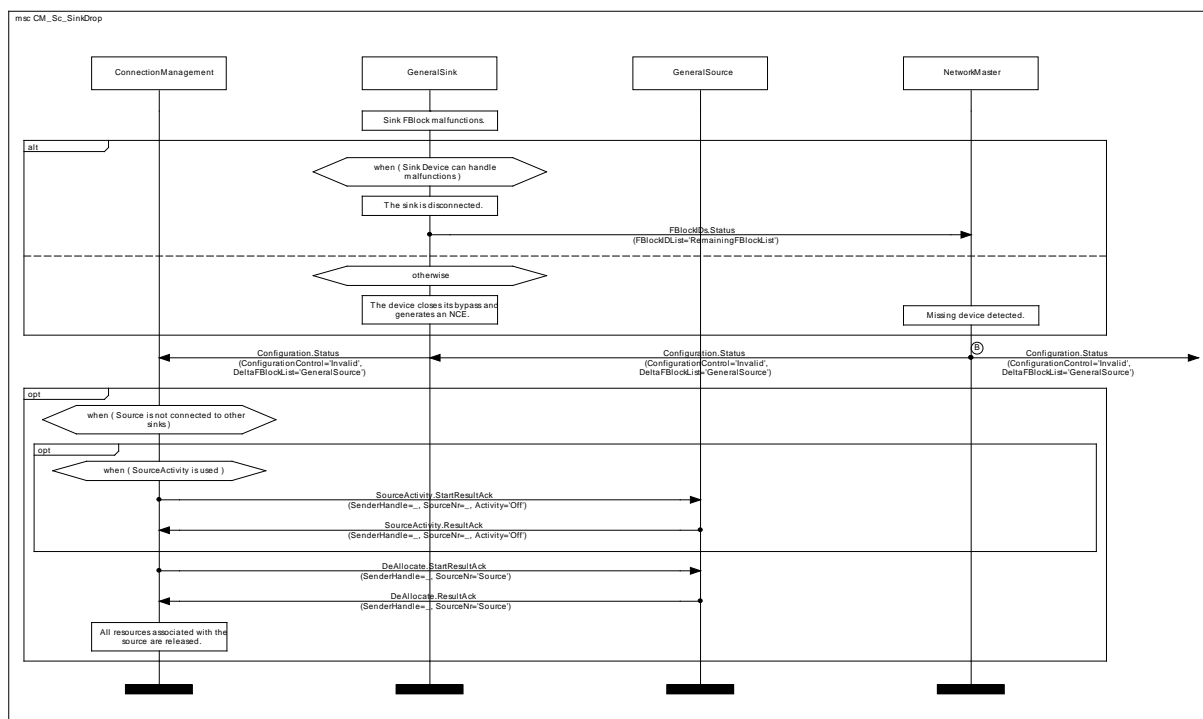 msc CM_Sc_SinkDrop
ConnectionManagement
GeneralSink
GeneralSource
NetworkMaster
Sink FBlock malfunctions.
alt
when ( Sink Device can handle
malfunctions )
The sink is disconnected.
FBlockIDs.Status
(FBlockIDList='RemainingFBlockList')
otherwise
The device closes its bypass and
generates an NCE.
Missing device detected.
B
Configuration.Status
(ConfigurationControl='Invalid',
DeltaFBlockList='GeneralSource')
Configuration.Status
(ConfigurationControl='Invalid',
DeltaFBlockList='GeneralSource')
Configuration.Status
(ConfigurationControl='Invalid',
DeltaFBlockList='GeneralSource')
opt
when ( Source is not connected to other
sinks )
opt
when ( SourceActivity is used )
SourceActivity.StartResultAck
(SenderHandle=_, SourceNr=_, Activity='Off')
SourceActivity.ResultAck
(SenderHandle=_, SourceNr=_, Activity='Off')
DeAllocate.StartResultAck
(SenderHandle=_, SourceNr='Source')
DeAllocate.ResultAck
(SenderHandle=_, SourceNr='Source')
All resources associated with the
source are released.